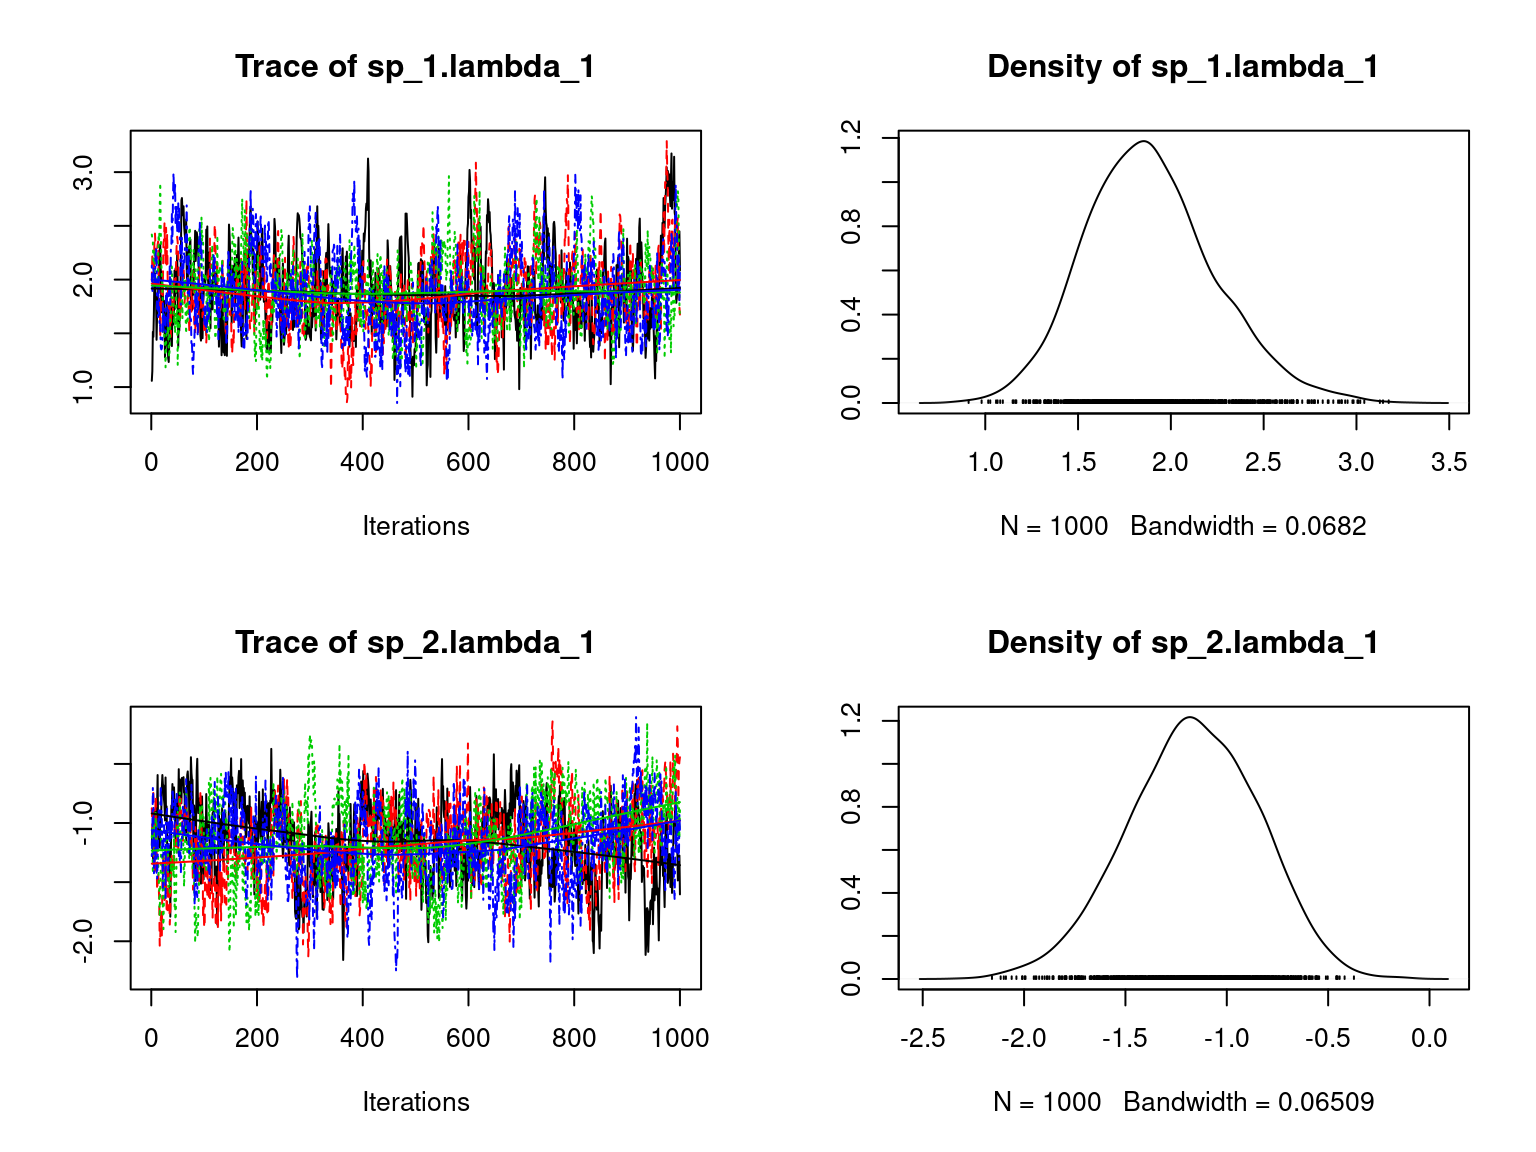 Trace of sp_1.lambda_1
3.0
2.0
1.0
0 200 400 600 800 1000
Iterations
Density of sp_1.lambda_1
1.2
0.8
0.4
0.0
1.0 1.5 2.0 2.5 3.0 3.5
N = 1000 Bandwidth = 0.0682
Trace of sp_2.lambda_1
-1.0
-2.0
0 200 400 600 800 1000
Iterations
Density of sp_2.lambda_1
1.2
0.8
0.4
0.0
-2.5 -2.0 -1.5 -1.0 -0.5 0.0
N = 1000 Bandwidth = 0.06509